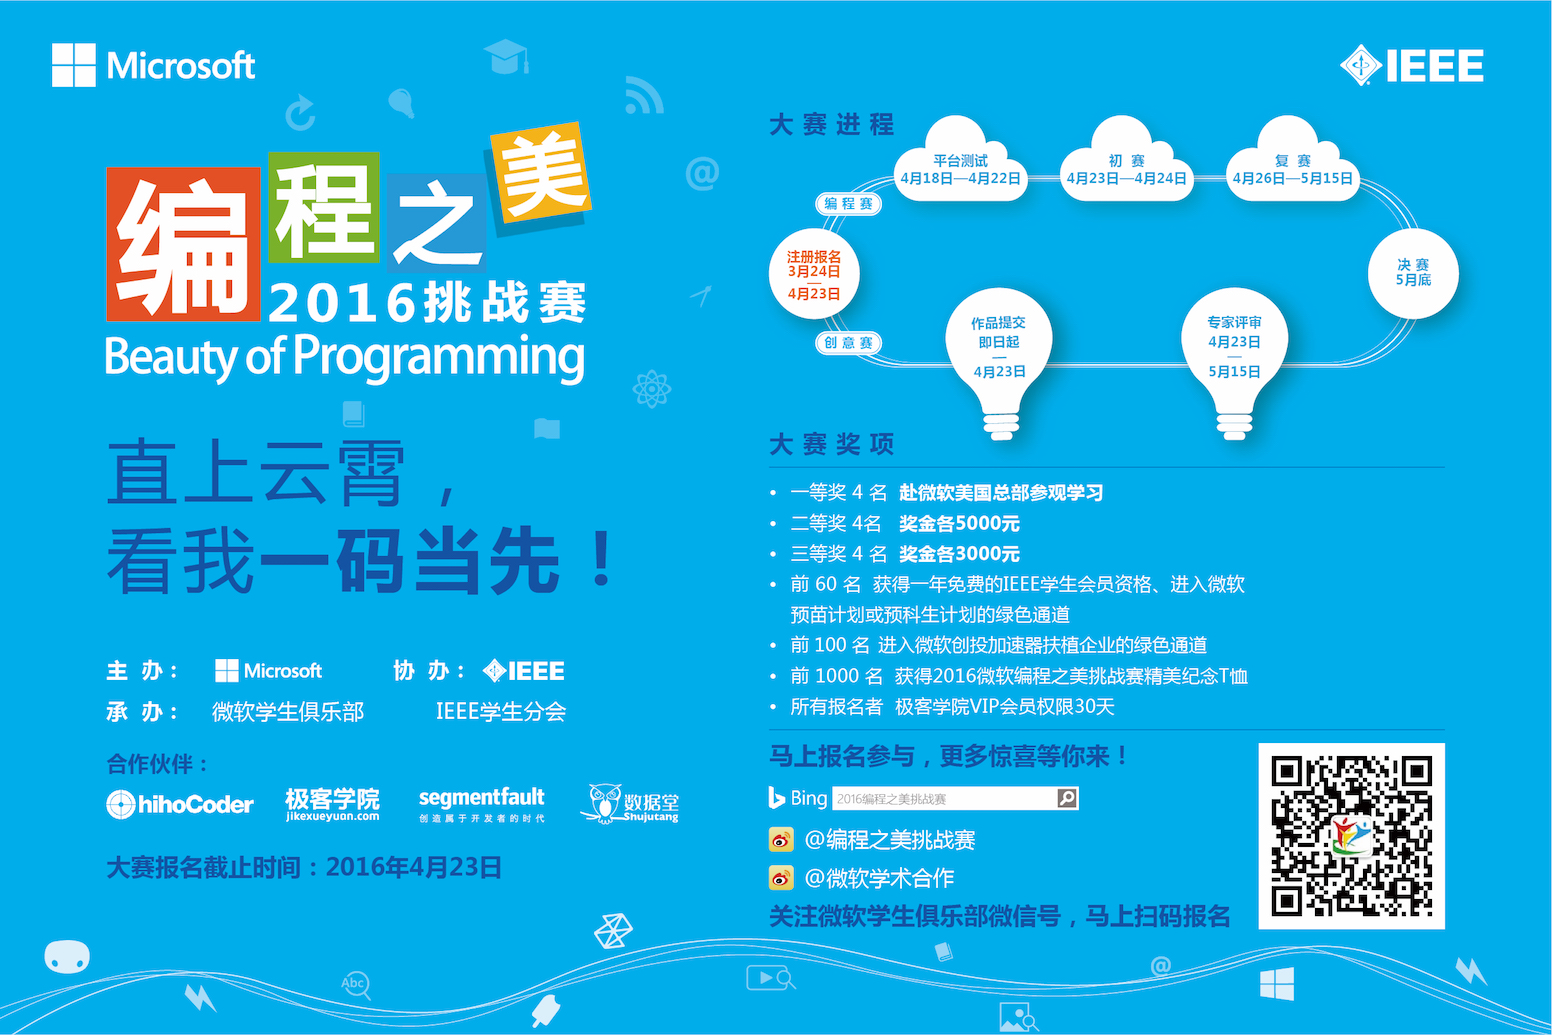 Microsoft
IEEE
编程之美
2016挑战赛
Beauty of Programming
直上云霄，
看我一码当先！
主 办： Microsoft 协 办： IEEE
承 办： 微软学生俱乐部 IEEE学生分会
合作伙伴：
hihoCoder 极客学院 segmentfault 数据堂
jikexueyuan.com 创造属于开发者的时代 Shujutang
大赛报名截止时间：2016年4月23日
大赛进程
平台测试
4月18日—4月22日
初 赛
4月23日—4月24日
复 赛
4月26日—5月15日
编程赛
注册报名
3月24日
—
4月23日
决 赛
5月底
创意赛
作品提交
即日起
—
4月23日
专家评审
4月23日
—
5月15日
大赛奖项
• 一等奖 4 名 赴微软美国总部参观学习
• 二等奖 4名 奖金各5000元
• 三等奖 4 名 奖金各3000元
• 前 60 名 获得一年免费的IEEE学生会员资格、进入微软
预苗计划或预科生计划的绿色通道
• 前 100 名 进入微软创投加速器扶植企业的绿色通道
• 前 1000 名 获得2016微软编程之美挑战赛精美纪念T恤
• 所有报名者 极客学院VIP会员权限30天
马上报名参与，更多惊喜等你来！
Bing 2016编程之美挑战赛
@编程之美挑战赛
@微软学术合作
关注微软学生俱乐部微信号，马上扫码报名
@
Abc
@